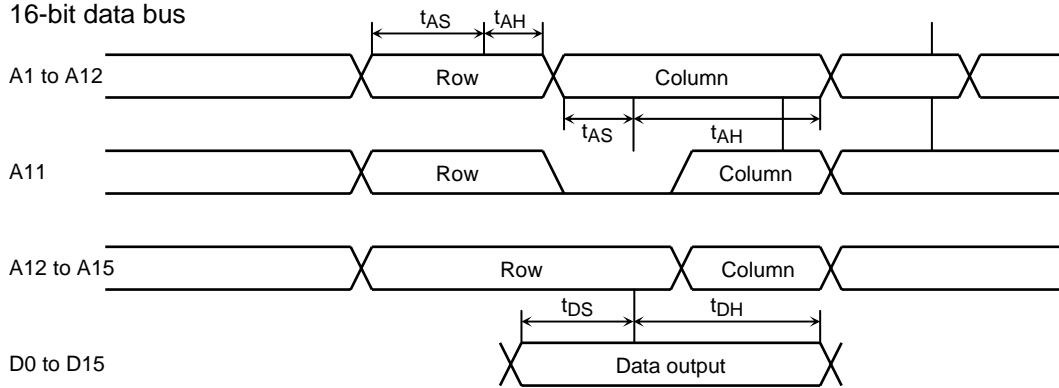 16-bit data bus
tAS tAH
A1 to A12 Row Column
tAS tAH
A11 Row Column
A12 to A15 Row Column
tDS tDH
D0 to D15 Data output